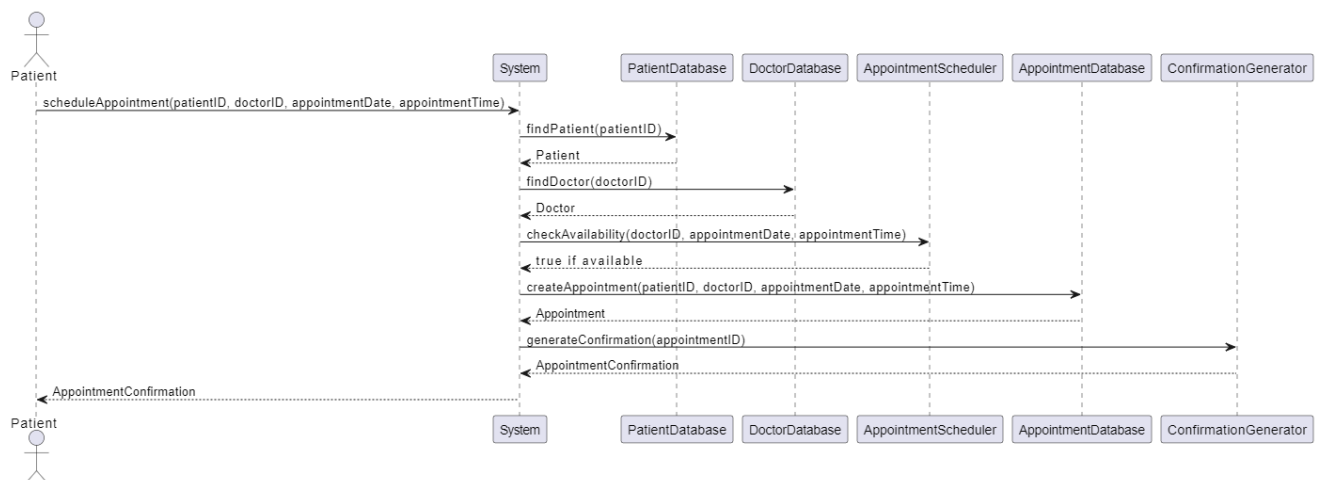 Patient
System
PatientDatabase
DoctorDatabase
AppointmentScheduler
AppointmentDatabase
ConfirmationGenerator
scheduleAppointment(patientID, doctorID, appointmentDate, appointmentTime)
findPatient(patientID)
Patient
findDoctor(doctorID)
Doctor
checkAvailability(doctorID, appointmentDate, appointmentTime)
true if available
createAppointment(patientID, doctorID, appointmentDate, appointmentTime)
Appointment
generateConfirmation(appointmentID)
AppointmentConfirmation
AppointmentConfirmation
Patient
System
PatientDatabase
DoctorDatabase
AppointmentScheduler
AppointmentDatabase
ConfirmationGenerator